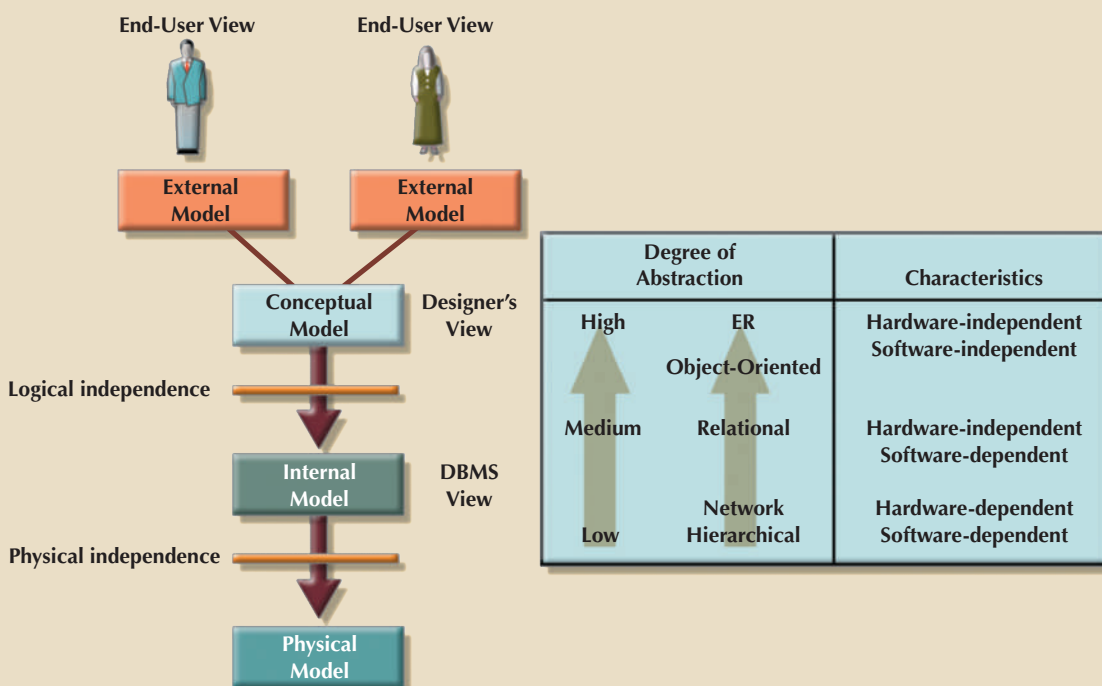 End-User View
End-User View
External
Model
External
Model
Conceptual
Model
Designer's
View
Logical independence
Internal
Model
DBMS
View
Physical independence
Physical
Model
Degree of
Abstraction
Characteristics
High
ER
Hardware-independent
Software-independent
Object-Oriented
Medium
Relational
Hardware-independent
Software-dependent
Low
Network
Hierarchical
Hardware-dependent
Software-dependent